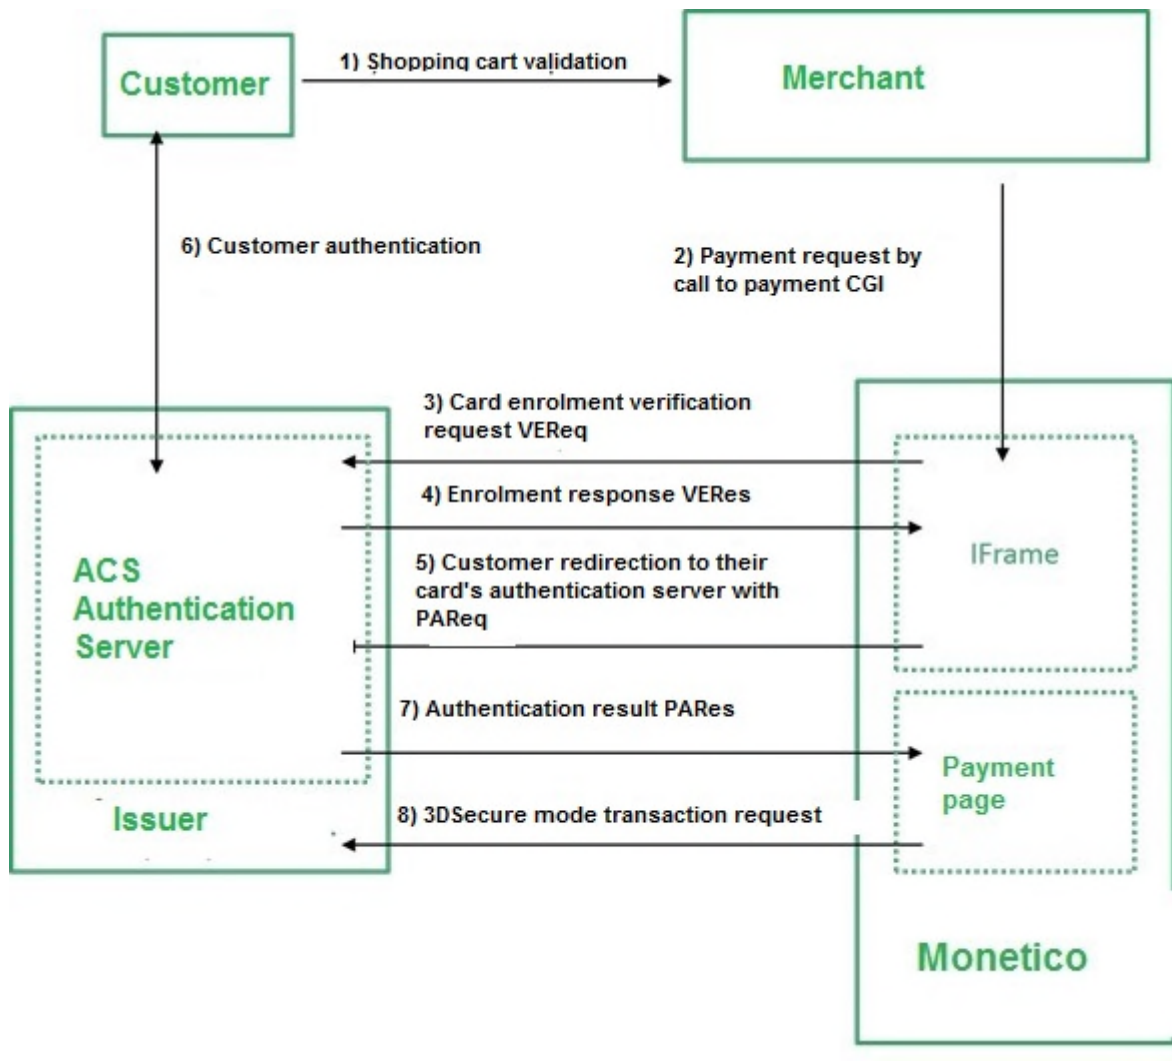 Customer
1) Shopping cart validation
Merchant
6) Customer authentication
2) Payment request by
call to payment CGI
3) Card enrolment verification
request VEReq
4) Enrolment response VERes
IFrame
5) Customer redirection to their
card's authentication server with
PAReq
ACS
Authentication
Server
7) Authentication result PARes
Payment
page
8) 3DSecure mode transaction request
Issuer
Monetico